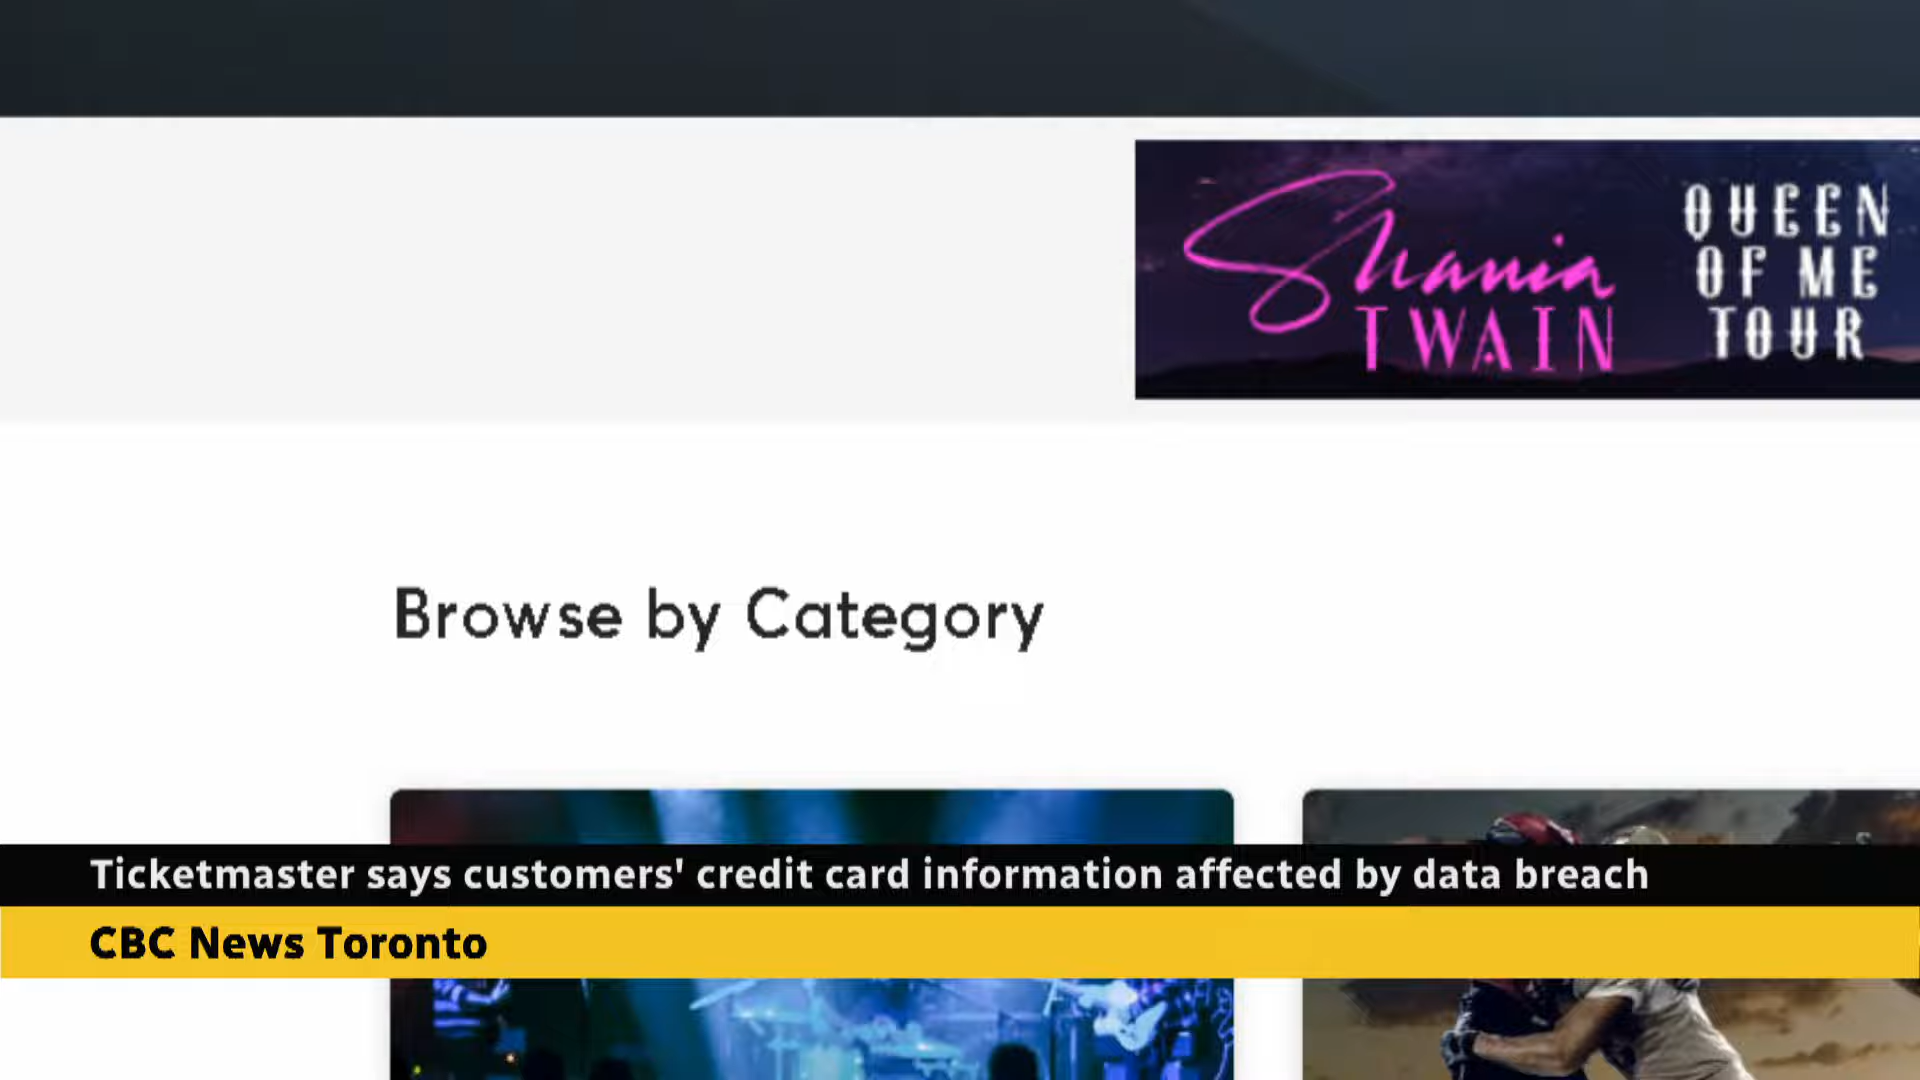 Shania
TWAIN
QUEEN
OF ME
TOUR
Browse by Category
Ticketmaster says customers' credit card information affected by data breach
CBC News Toronto